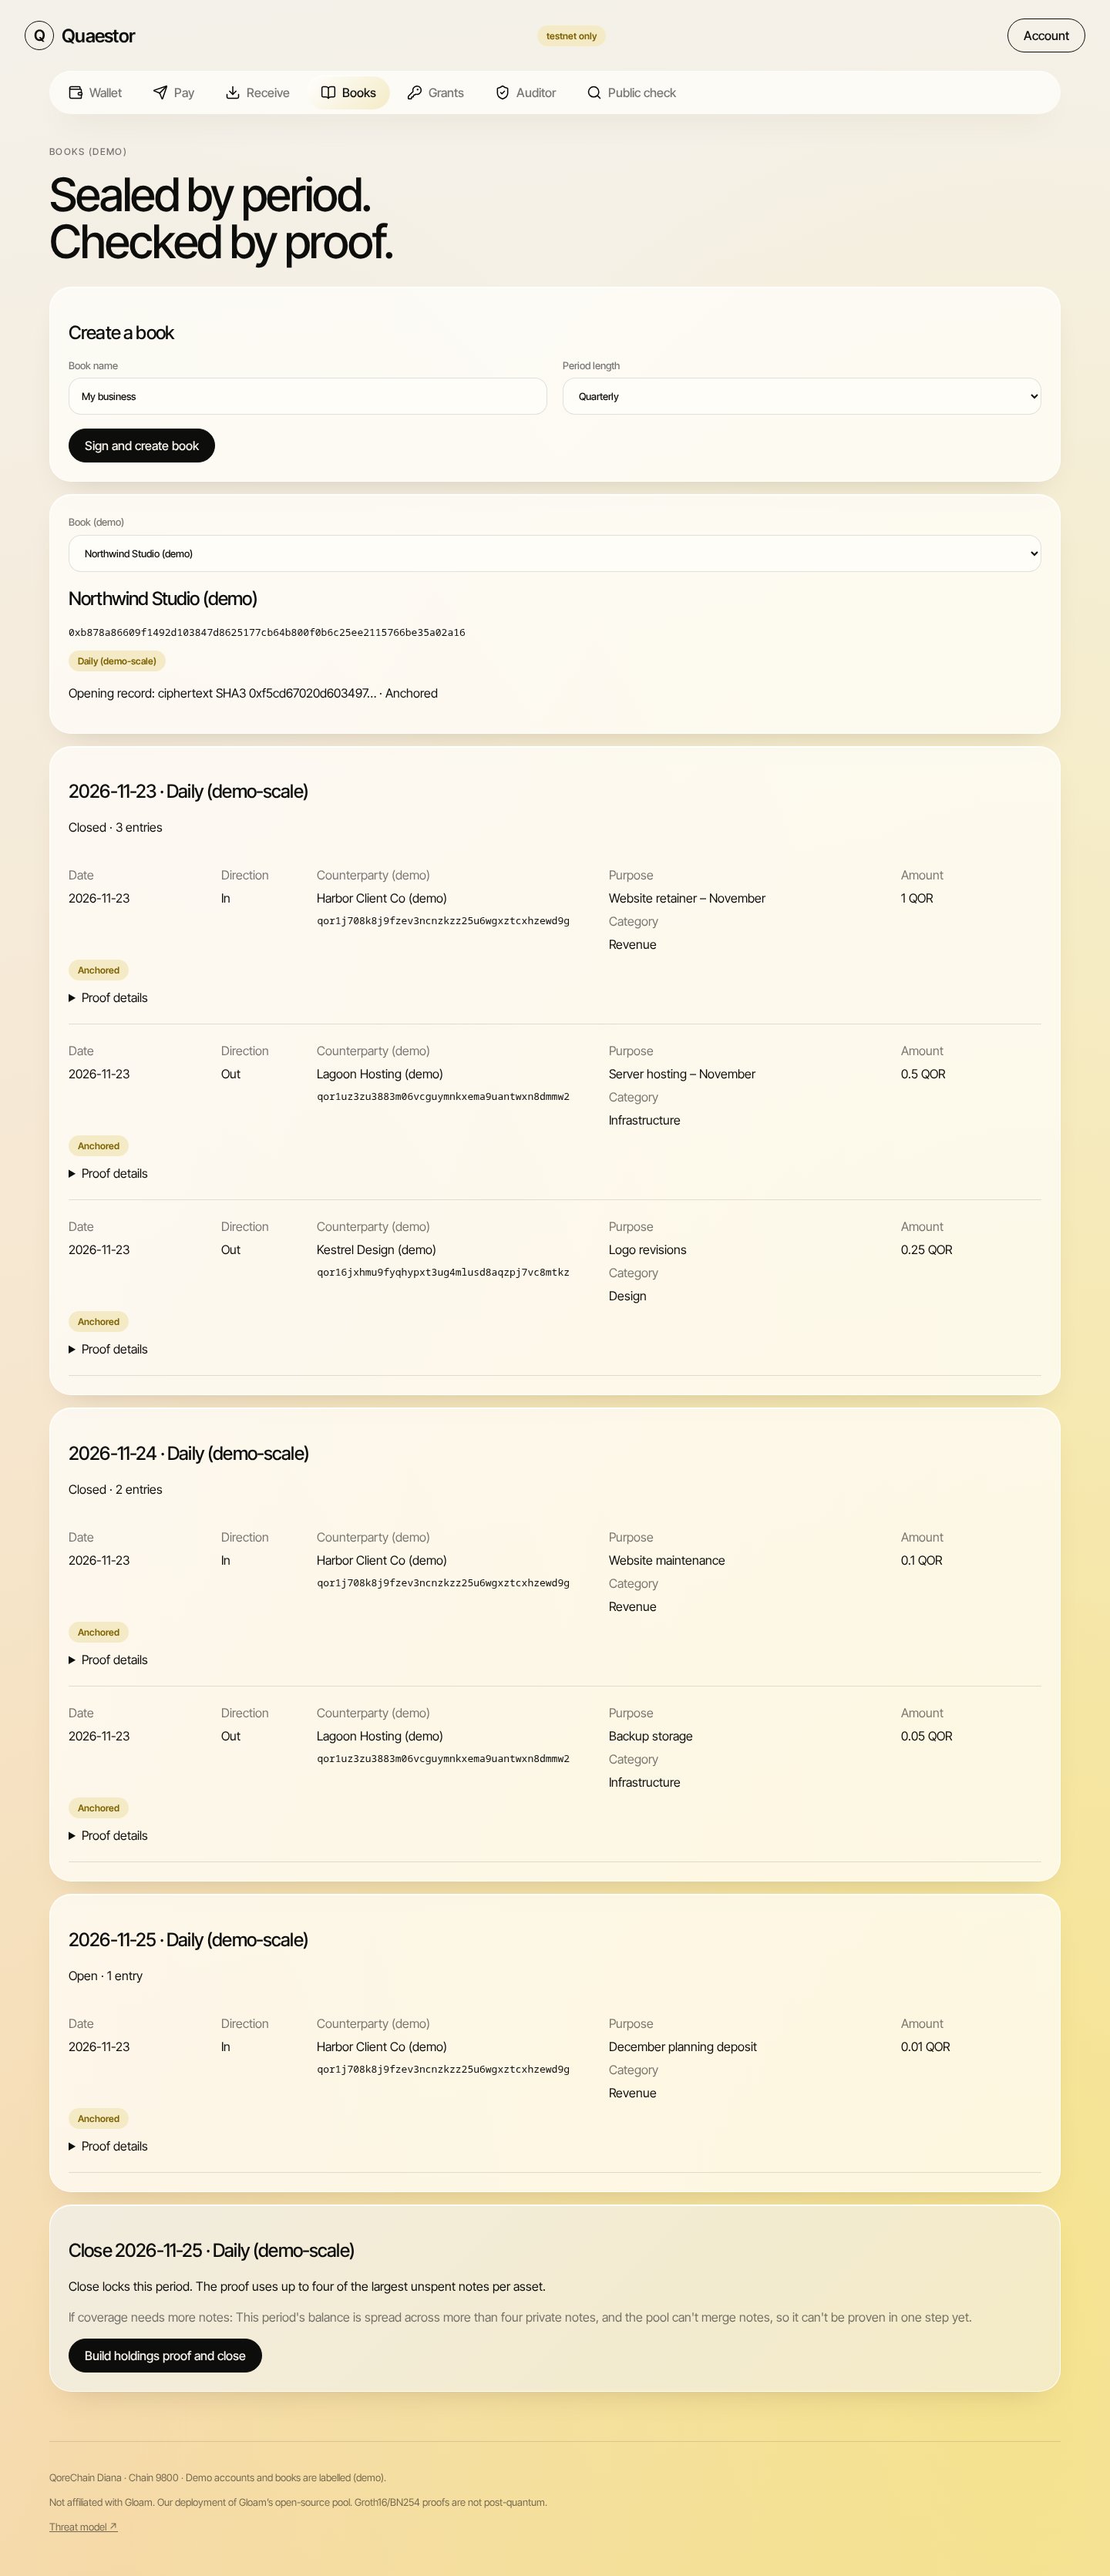 Q Quaestor
testnet only
Account
Wallet Pay Receive Books Grants Auditor Public check
BOOKS (DEMO)
Sealed by period.
Checked by proof.
Create a book
Book name Period length
My business Quarterly
Sign and create book
Book (demo)
Northwind Studio (demo)
Northwind Studio (demo)
0xb878a86609f1492d103847d8625177cb64b800f0b6c25ee2115766be35a02a16
Daily (demo-scale)
Opening record: ciphertext SHA3 0xf5cd67020d603497… · Anchored
2026-11-23 · Daily (demo-scale)
Closed · 3 entries
Date Direction Counterparty (demo) Purpose Amount
2026-11-23 In Harbor Client Co (demo) Website retainer – November 1 QOR
qor1j708k8j9fzev3ncnzkzz25u6wgxztcxhzewd9g Category
Revenue
Anchored
▶ Proof details
Date Direction Counterparty (demo) Purpose Amount
2026-11-23 Out Lagoon Hosting (demo) Server hosting – November 0.5 QOR
qor1uz3zu3883m06vcguymnkxema9uantwxn8dmmw2 Category
Infrastructure
Anchored
▶ Proof details
Date Direction Counterparty (demo) Purpose Amount
2026-11-23 Out Kestrel Design (demo) Logo revisions 0.25 QOR
qor16jxhmu9fyqhypxt3ug4mlusd8aqzpj7vc8mtkz Category
Design
Anchored
▶ Proof details
2026-11-24 · Daily (demo-scale)
Closed · 2 entries
Date Direction Counterparty (demo) Purpose Amount
2026-11-23 In Harbor Client Co (demo) Website maintenance 0.1 QOR
qor1j708k8j9fzev3ncnzkzz25u6wgxztcxhzewd9g Category
Revenue
Anchored
▶ Proof details
Date Direction Counterparty (demo) Purpose Amount
2026-11-23 Out Lagoon Hosting (demo) Backup storage 0.05 QOR
qor1uz3zu3883m06vcguymnkxema9uantwxn8dmmw2 Category
Infrastructure
Anchored
▶ Proof details
2026-11-25 · Daily (demo-scale)
Open · 1 entry
Date Direction Counterparty (demo) Purpose Amount
2026-11-23 In Harbor Client Co (demo) December planning deposit 0.01 QOR
qor1j708k8j9fzev3ncnzkzz25u6wgxztcxhzewd9g Category
Revenue
Anchored
▶ Proof details
Close 2026-11-25 · Daily (demo-scale)
Close locks this period. The proof uses up to four of the largest unspent notes per asset.
If coverage needs more notes: This period's balance is spread across more than four private notes, and the pool can't merge notes, so it can't be proven in one step yet.
Build holdings proof and close
QoreChain Diana · Chain 9800 · Demo accounts and books are labelled (demo).
Not affiliated with Gloam. Our deployment of Gloam's open-source pool. Groth16/BN254 proofs are not post-quantum.
Threat model ↗